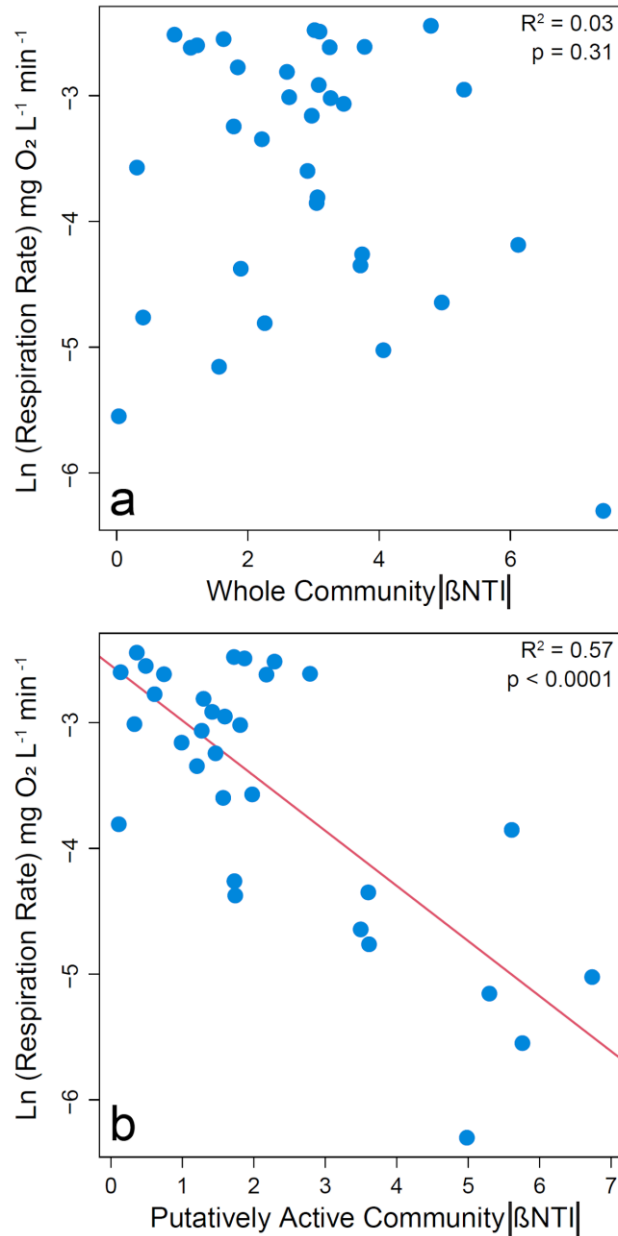 R² = 0.03
p = 0.31
Ln (Respiration Rate) mg O₂ L⁻¹ min⁻¹
-3
-4
-5
-6
a
0 2 4 6
Whole Community|ßNTI|
R² = 0.57
p < 0.0001
Ln (Respiration Rate) mg O₂ L⁻¹ min⁻¹
-3
-4
-5
-6
b
0 1 2 3 4 5 6 7
Putatively Active Community|ßNTI|